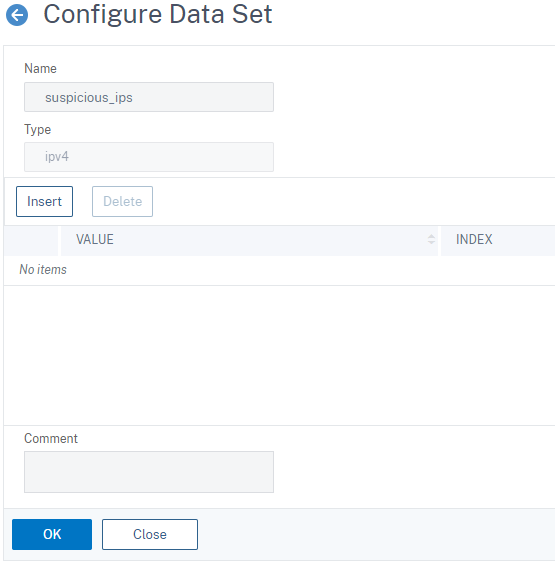 Configure Data Set
Name
suspicious_ips
Type
ipv4
Insert Delete
VALUE INDEX
No items
Comment
OK Close